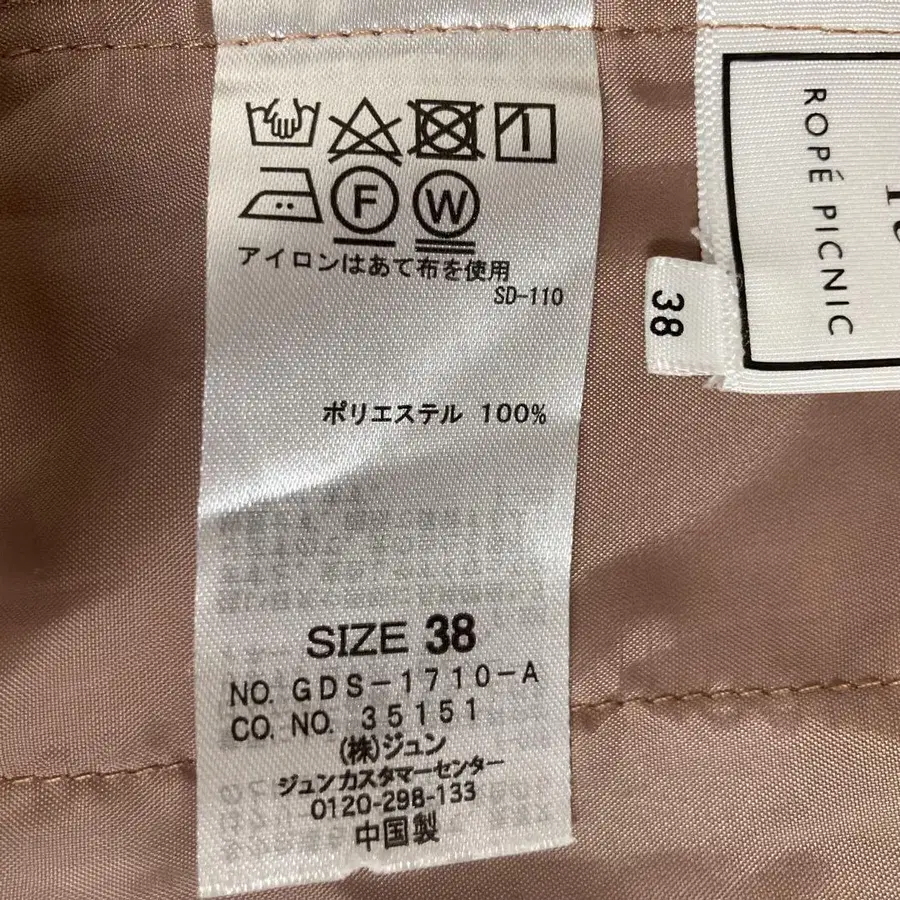 F
W
アイロンはあて布を使用
SD-110
ポリエステル 100%
SIZE 38
NO. GDS-1710-A
CO. NO. 35151
(株)ジュン
ジュンカスタマーセンター
0120-298-133
中国製
ROPÉ PICNIC
38